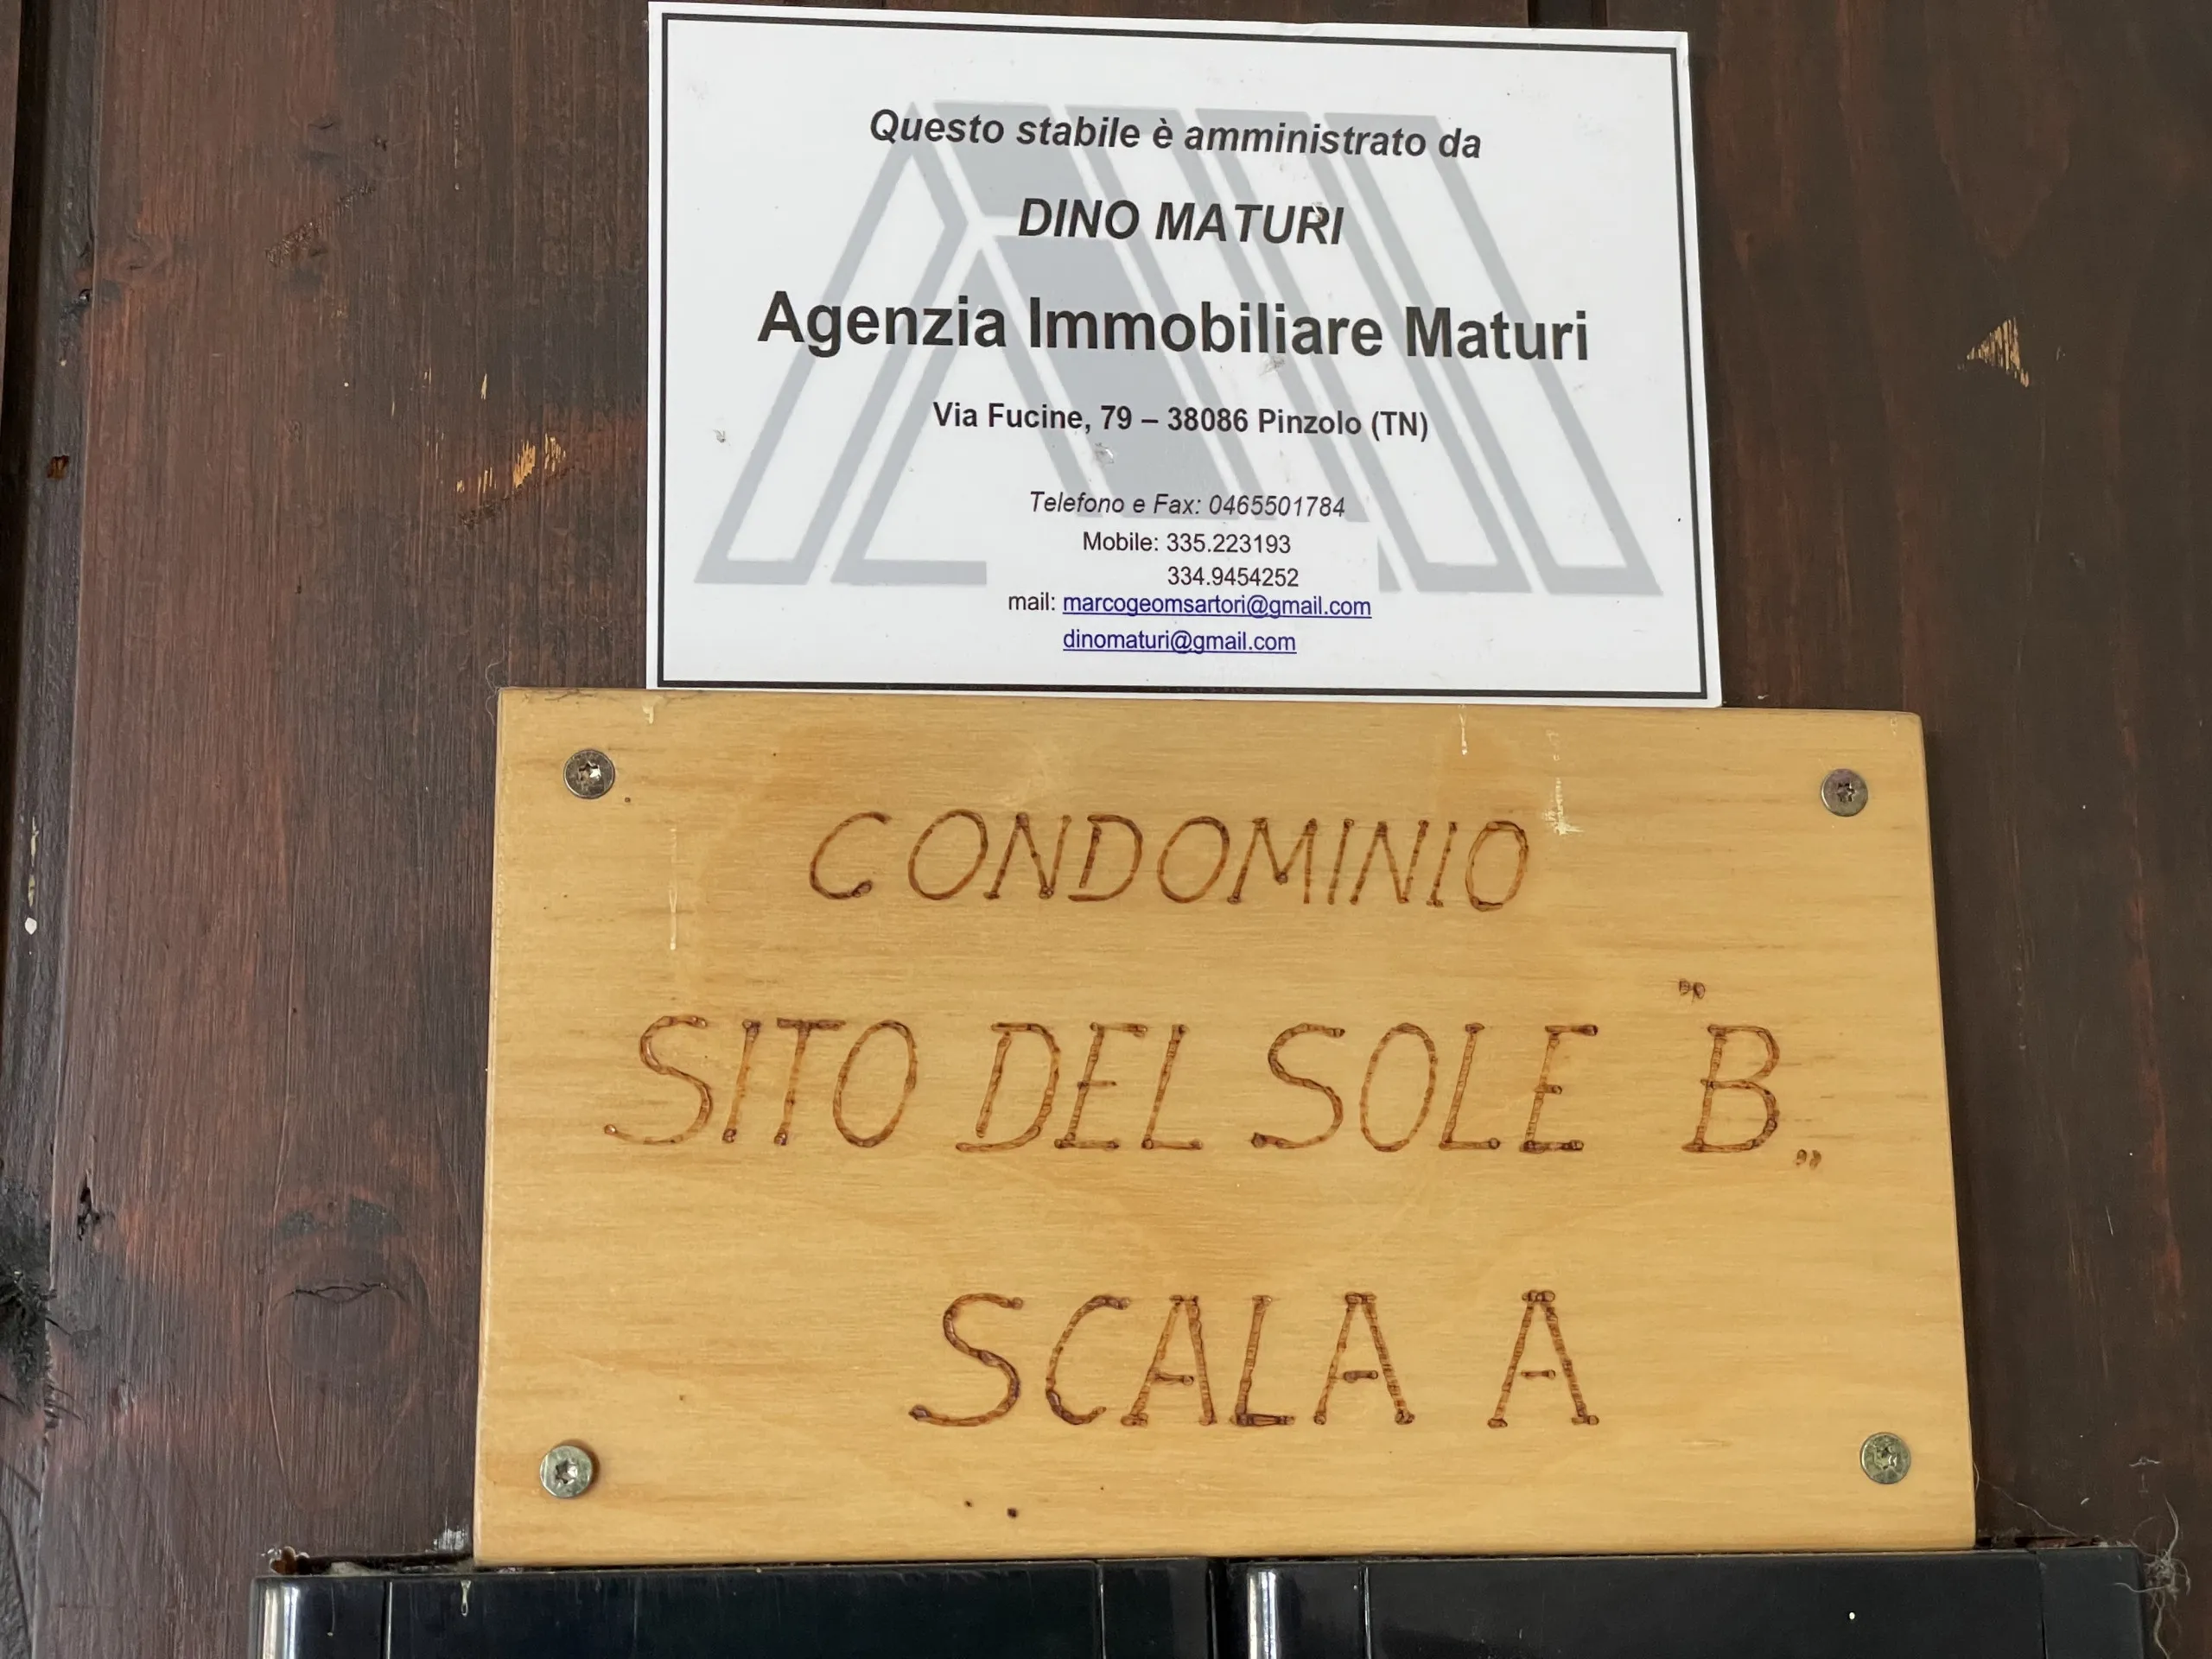 Questo stabile è amministrato da
DINO MATURI
Agenzia Immobiliare Maturi
Via Fucine, 79 – 38086 Pinzolo (TN)
Telefono e Fax: 0465501784
Mobile: 335.223193
334.9454252
mail: marcogeomsartori@gmail.com
dinomaturi@gmail.com
CONDOMINIO
SITO DEL SOLE "B"
SCALA A